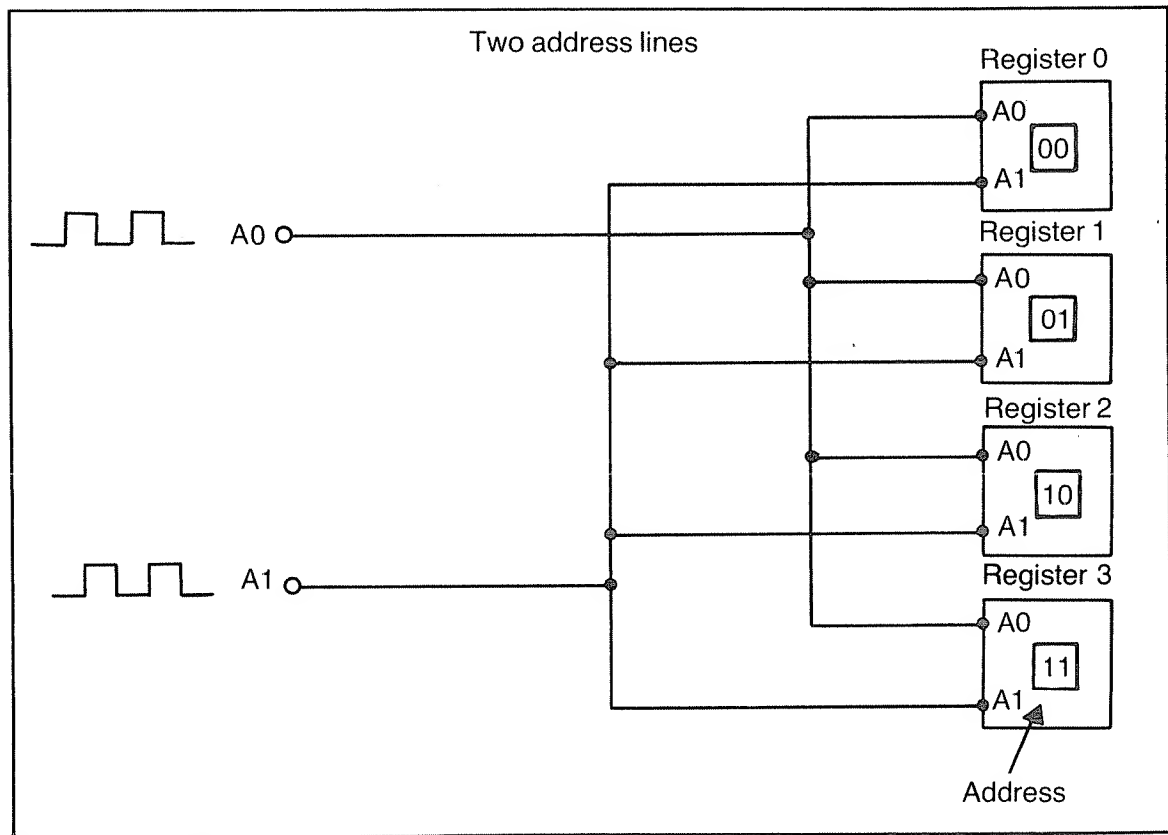 Two address lines
Register 0
A0
00
A1
A0
Register 1
A0
01
A1
Register 2
A0
10
A1
A1
Register 3
A0
11
A1
Address